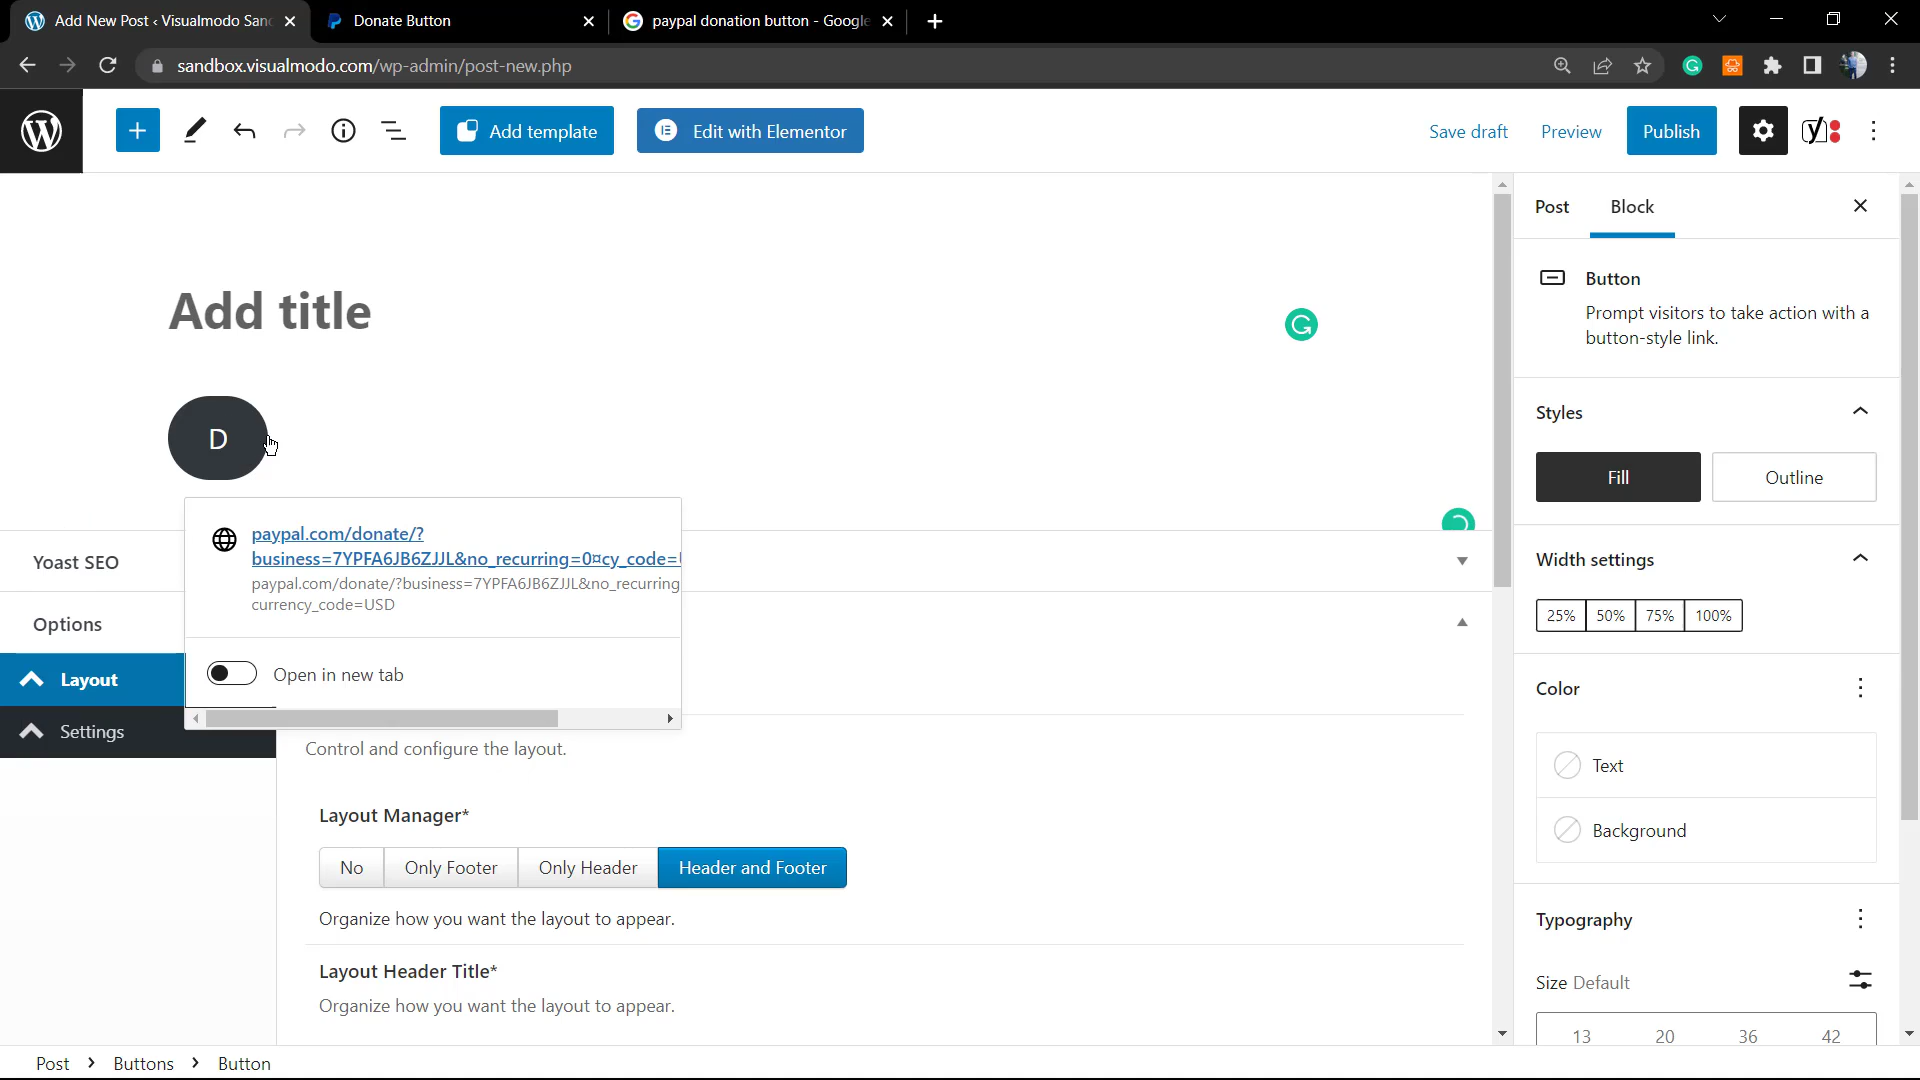 Add New Post ‹ Visualmodo San
Donate Button
paypal donation button - Google
sandbox.visualmodo.com/wp-admin/post-new.php
Add template
Edit with Elementor
Save draft
Preview
Publish
Add title
D
paypal.com/donate/?
business=7YPFA6JB6ZJJL&no_recurring=0¤cy_code=U
paypal.com/donate/?business=7YPFA6JB6ZJJL&no_recurring
currency_code=USD
Open in new tab
Yoast SEO
Options
Layout
Settings
Control and configure the layout.
Layout Manager*
No
Only Footer
Only Header
Header and Footer
Organize how you want the layout to appear.
Layout Header Title*
Organize how you want the layout to appear.
Post
Block
Button
Prompt visitors to take action with a
button-style link.
Styles
Fill
Outline
Width settings
25%
50%
75%
100%
Color
Text
Background
Typography
Size Default
13
20
36
42
Post > Buttons > Button